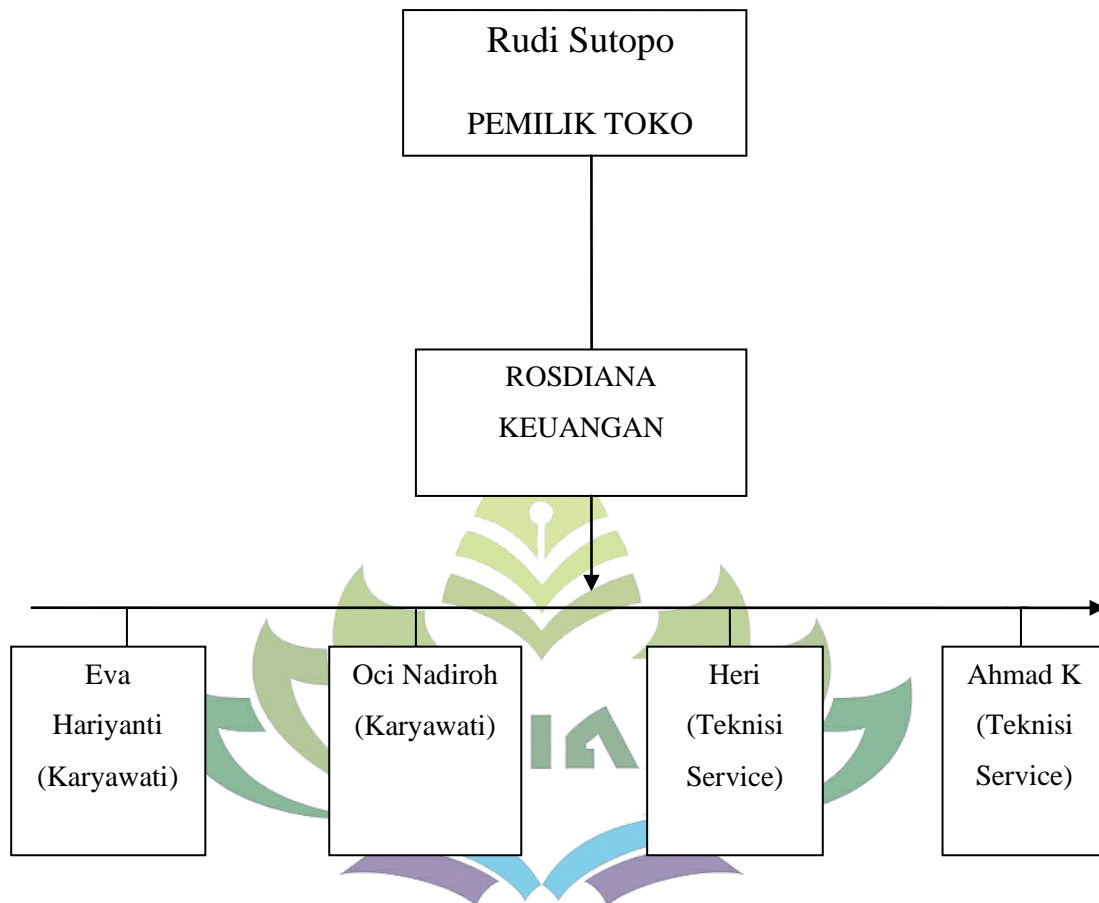 Rudi Sutopo
PEMILIK TOKO
ROSDIANA
KEUANGAN
Eva
Hariyanti
(Karyawati)
Oci Nadiroh
(Karyawati)
Heri
(Teknisi
Service)
Ahmad K
(Teknisi
Service)